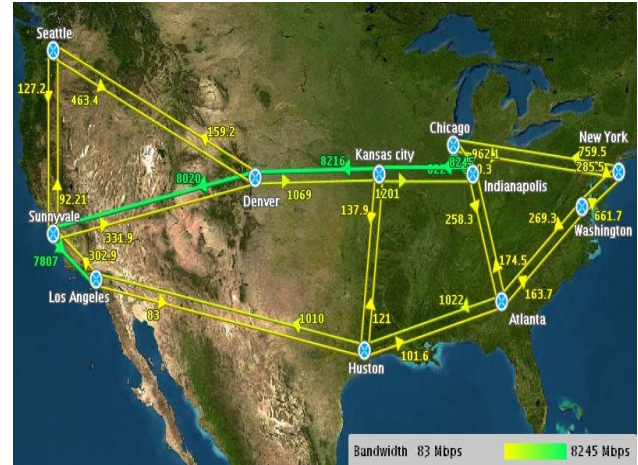 Seattle
127.2
463.4
159.2
Chicago
New York
Kansas city
759.5
8216
8245
962.1
285.5
8020
Denver
1069
1201
Indianapolis
92.21
137.9
258.3
269.3
661.7
Sunnyvale
331.9
Washington
302.9
174.5
7807
163.7
Los Angeles
83
1010
121
1022
Atlanta
Huston
101.6
Bandwidth 83 Mbps 8245 Mbps